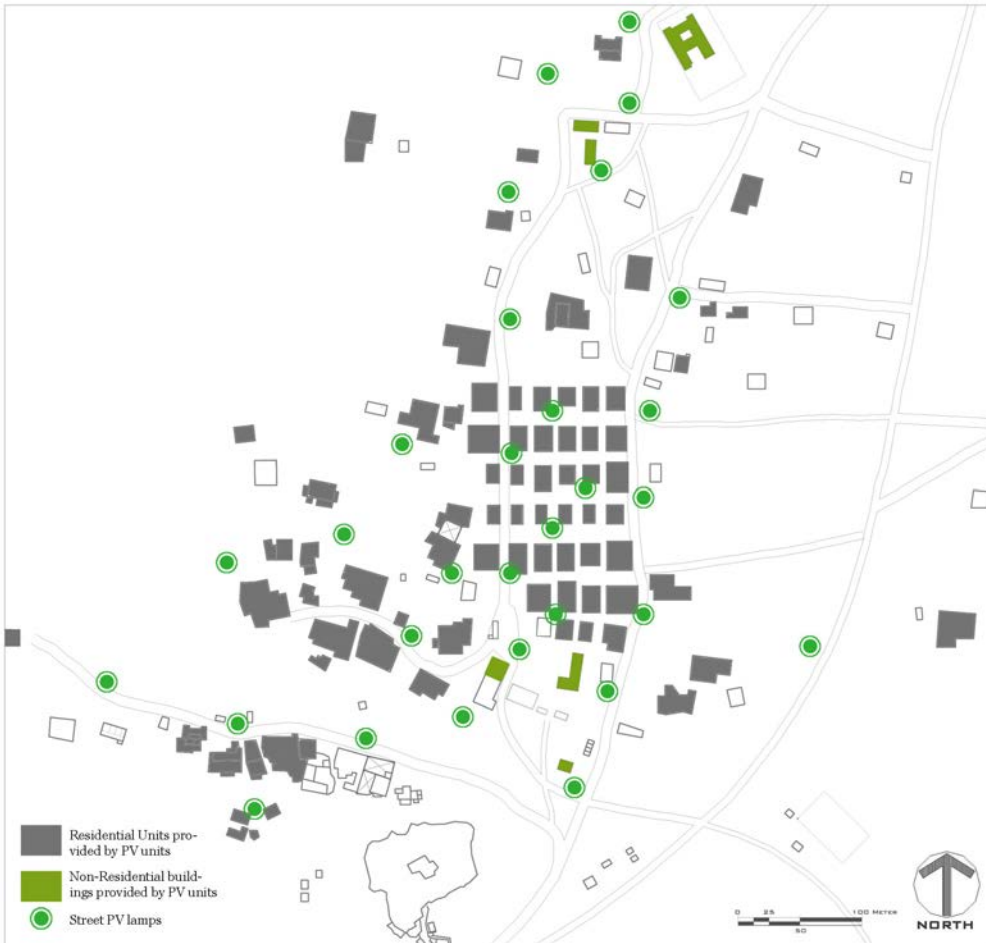 Residential Units pro-
vided by PV units
Non-Residential build-
ings provided by PV units
Street PV lamps
0 25 100 METER
50
NORTH